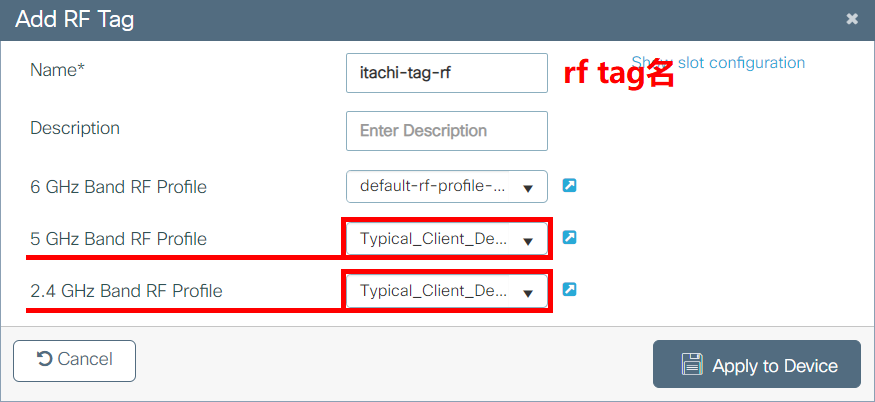 Add RF Tag
Name* itachi-tag-rf rf tag名 Show slot configuration
Description Enter Description
6 GHz Band RF Profile default-rf-profile-...
5 GHz Band RF Profile Typical_Client_De...
2.4 GHz Band RF Profile Typical_Client_De...
Cancel Apply to Device